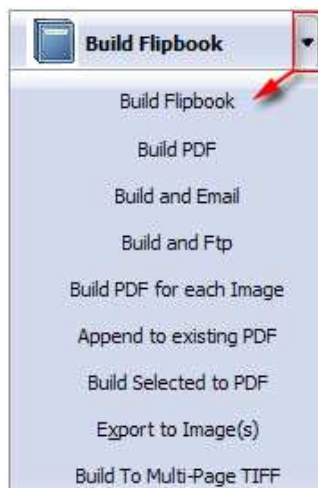 Build Flipbook
Build Flipbook
Build PDF
Build and Email
Build and Ftp
Build PDF for each Image
Append to existing PDF
Build Selected to PDF
Export to Image(s)
Build To Multi-Page TIFF